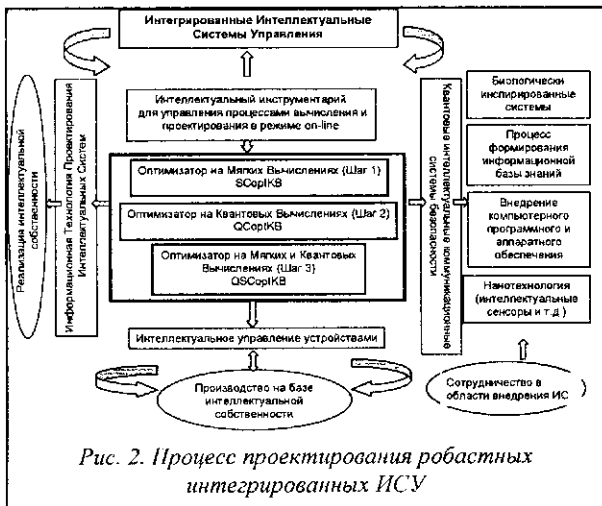 Интегрированные Интеллектуальные
Системы Управления
Интеллектуальный инструментарий
для управления процессами вычисления и
проектирования в режиме on-line
Реализация интеллектуальной
собственности
Информационная Технология Проектирования
Интеллектуальных Систем
Оптимизатор на Мягких Вычислениях (Шаг 1)
SCoptKB
Оптимизатор на Квантовых Вычислениях (Шаг 2)
QCoptKB
Оптимизатор на Мягких и Квантовых
Вычислениях (Шаг 3)
QSCoptKB
Квантовые интеллектуальные коммуникационные
системы безопасности
Биологически
инспирированные
системы
Процесс
формирования
информационной
базы знаний
Внедрение
компьютерного
программного и
аппаратного
обеспечения
Нанотехнология
(интеллектуальные
сенсоры и т.д.)
Интеллектуальное управление устройствами
Производство на базе
интеллектуальной
собственности
Сотрудничество в
области внедрения ИС
Рис. 2. Процесс проектирования робастных
интегрированных ИСУ